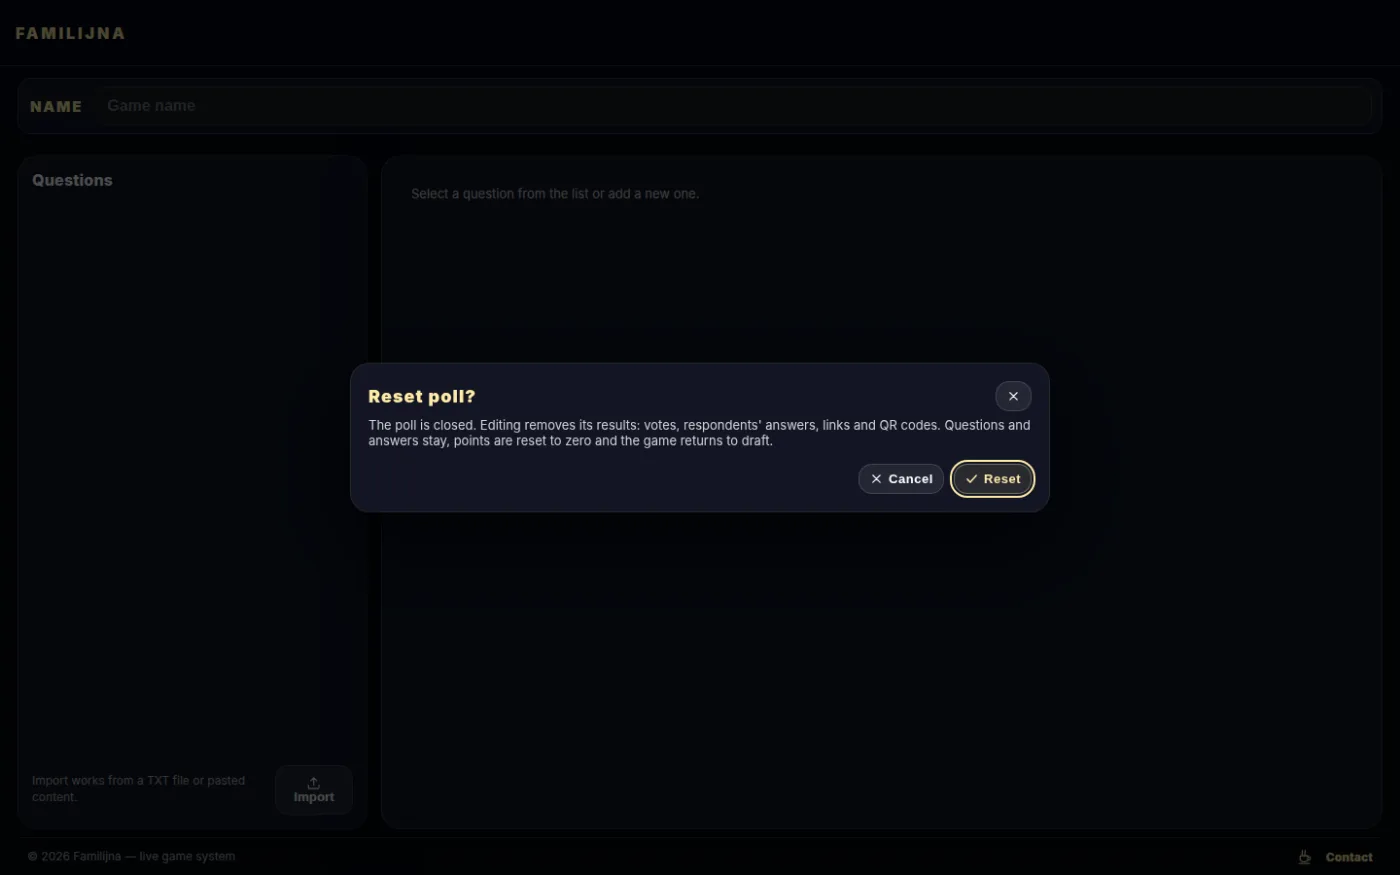 FAMILIJNA
NAME
Game name
Questions
Select a question from the list or add a new one.
Reset poll?
The poll is closed. Editing removes its results: votes, respondents' answers, links and QR codes. Questions and
answers stay, points are reset to zero and the game returns to draft.
Cancel
Reset
Import works from a TXT file or pasted
content.
Import
© 2026 Familijna — live game system
Contact